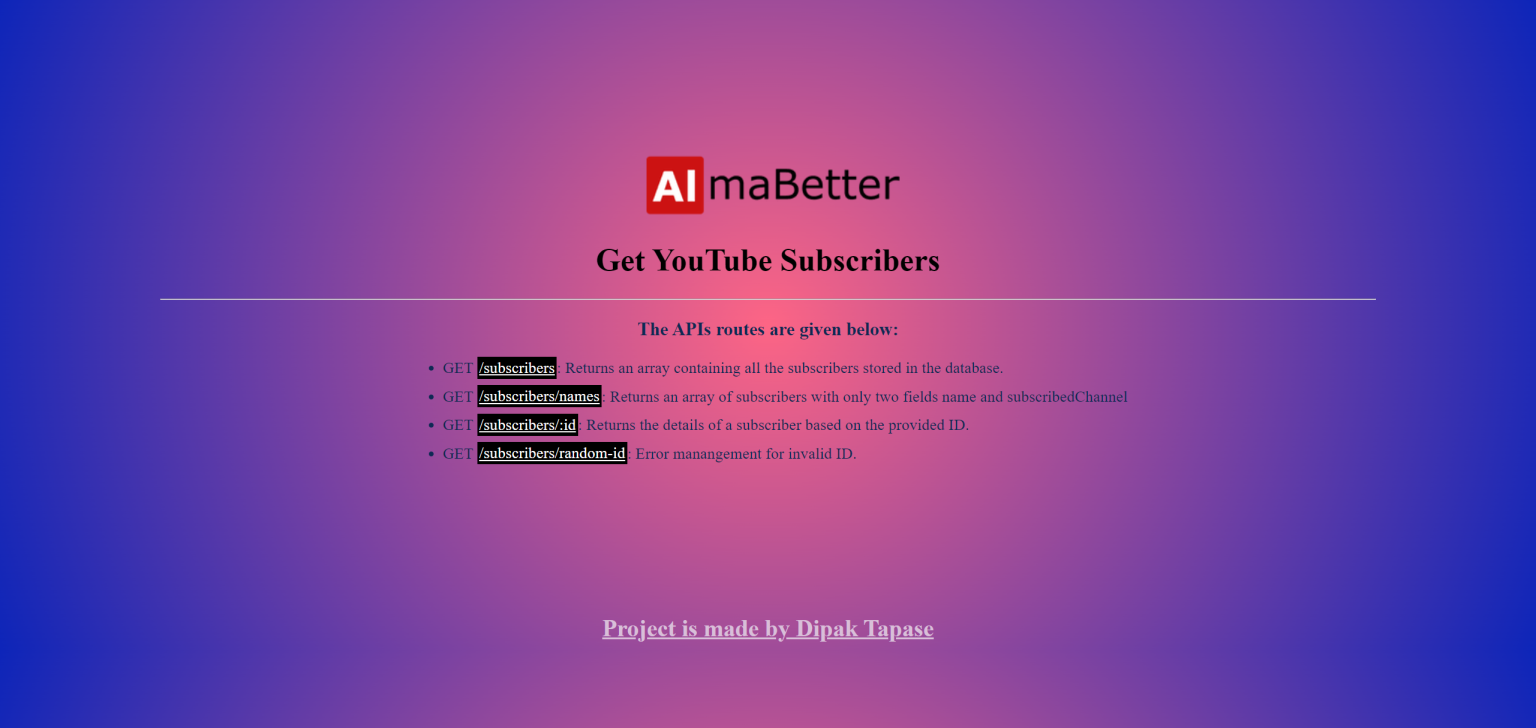 AlmaBetter
Get YouTube Subscribers
The APIs routes are given below:
• GET /subscribers: Returns an array containing all the subscribers stored in the database.
• GET /subscribers/names: Returns an array of subscribers with only two fields name and subscribedChannel
• GET /subscribers/:id: Returns the details of a subscriber based on the provided ID.
• GET /subscribers/random-id: Error manangement for invalid ID.
Project is made by Dipak Tapase